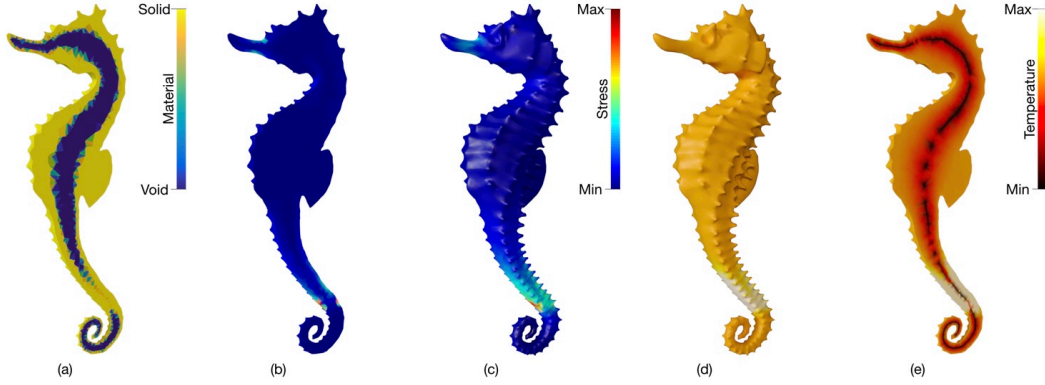 Solid
Material
Void
Max
Stress
Min
Max
Temperature
Min
(a)
(b)
(c)
(d)
(e)